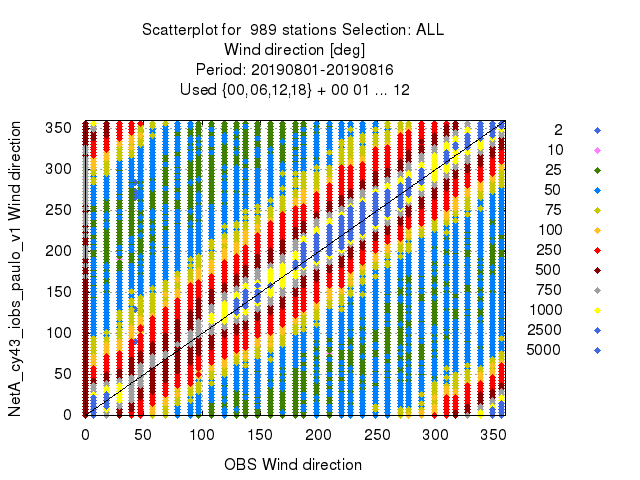 Scatterplot for  989 stations Selection: ALL
Wind direction [deg]
Period: 20190801-20190816
Used {00,06,12,18} + 00 01 ... 12
NetA_cy43_iobs_paulo_v1 Wind direction
350
300
250
200
150
100
50
0
0 50 100 150 200 250 300 350
OBS Wind direction
2
10
25
50
75
100
250
500
750
1000
2500
5000